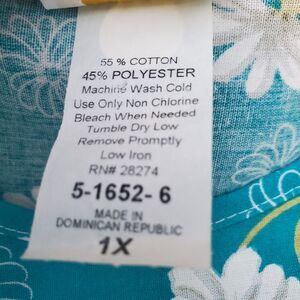 55 % COTTON
45% POLYESTER
Machine Wash Cold
Use Only Non Chlorine
Bleach When Needed
Tumble Dry Low
Remove Promptly
Low Iron
RN# 28274
5-1652-6
MADE IN
DOMINICAN REPUBLIC
1X